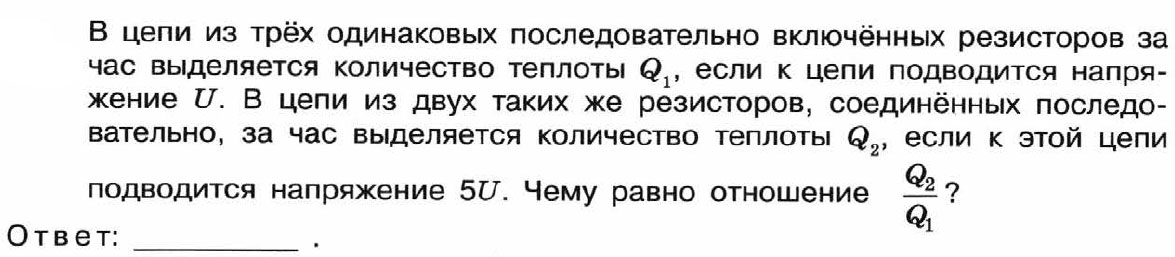 В цепи из трёх одинаковых последовательно включённых резисторов за
час выделяется количество теплоты Q₁, если к цепи подводится напря-
жение U. В цепи из двух таких же резисторов, соединённых последо-
вательно, за час выделяется количество теплоты Q₂, если к этой цепи
подводится напряжение 5U. Чему равно отношение Q₂/Q₁ ?
Ответ: ___________ .